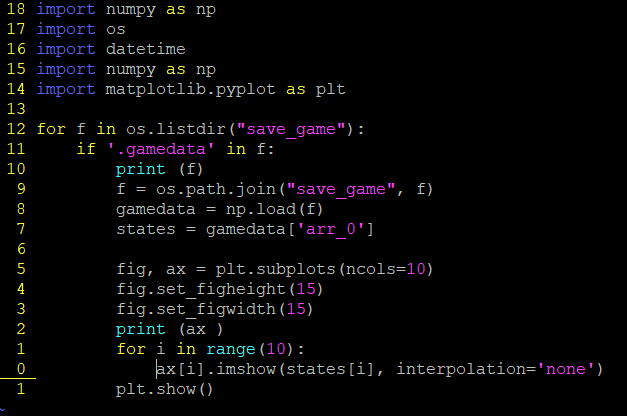 18 import numpy as np
17 import os
16 import datetime
15 import numpy as np
14 import matplotlib.pyplot as plt
13
12 for f in os.listdir("save_game"):
11     if '.gamedata' in f:
10         print (f)
 9         f = os.path.join("save_game", f)
 8         gamedata = np.load(f)
 7         states = gamedata['arr_0']
 6
 5         fig, ax = plt.subplots(ncols=10)
 4         fig.set_figheight(15)
 3         fig.set_figwidth(15)
 2         print (ax )
 1         for i in range(10):
 0             ax[i].imshow(states[i], interpolation='none')
 1         plt.show()
~